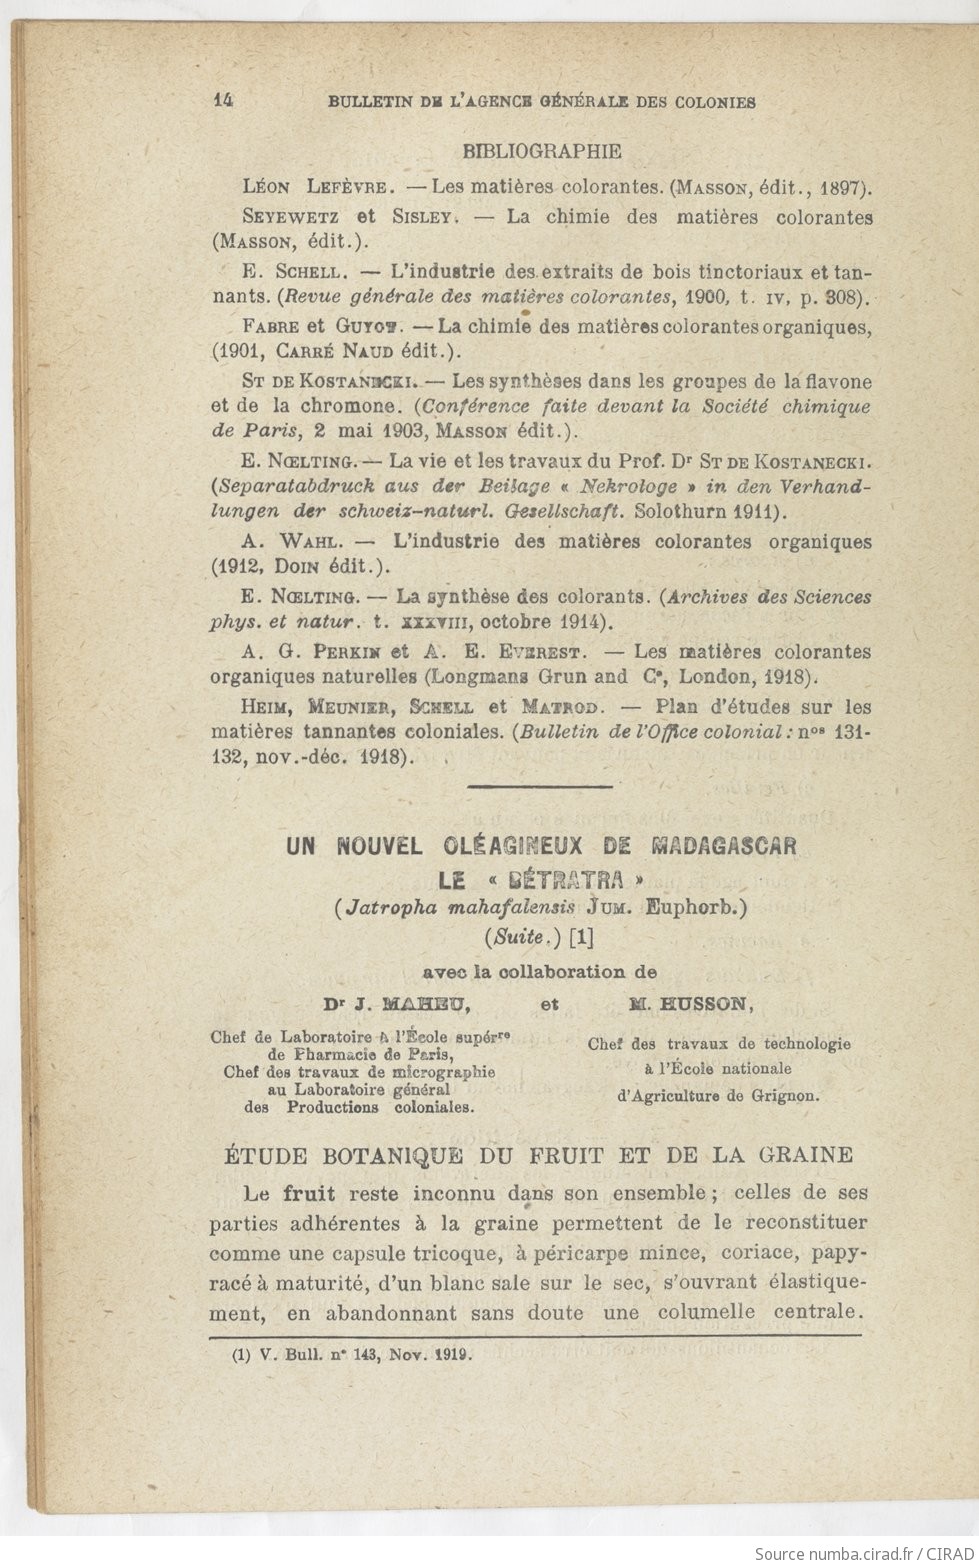 14 BULLETIN DE L'AGENCE GÉNÉRALE DES COLONIES
BIBLIOGRAPHIE
LÉON LEFÈVRE. — Les matières colorantes. (MASSON, édit., 1897).
SEYEWETZ et SISLEY. — La chimie des matières colorantes
(MASSON, édit.).
E. SCHELL. — L'industrie des extraits de bois tinctoriaux et tan-
nants. (Revue générale des matières colorantes, 1900, t. IV, p. 308).
FABRE et GUYOT. — La chimie des matières colorantes organiques,
(1901, CARRÉ NAUD édit.).
ST DE KOSTANECKI. — Les synthèses dans les groupes de la flavone
et de la chromone. (Conférence faite devant la Société chimique
de Paris, 2 mai 1903, MASSON édit.).
E. NŒLTING. — La vie et les travaux du Prof. Dr ST DE KOSTANECKI.
(Separatabdruck aus der Beilage « Nekrologe » in den Verhand-
lungen der schweiz-naturl. Gesellschaft. Solothurn 1911).
A. WAHL. — L'industrie des matières colorantes organiques
(1912, DOIN édit.).
E. NŒLTING. — La synthèse des colorants. (Archives des Sciences
phys. et natur. t. XXXVIII, octobre 1914).
A. G. PERKIN et A. E. EVEREST. — Les matières colorantes
organiques naturelles (Longmans Grun and Cº, London, 1918).
HEIM, MEUNIER, SCHELL et MATROD. — Plan d'études sur les
matières tannantes coloniales. (Bulletin de l'Office colonial : nos 131-
132, nov.-déc. 1918).
UN NOUVEL OLÉAGINEUX DE MADAGASCAR
LE « BÉTRATRA »
(Jatropha mahafalensis JUM. Euphorb.)
(Suite.) [1]
avec la collaboration de
Dr J. MAHEU, et M. HUSSON,
Chef de Laboratoire à l'École supérre
de Pharmacie de Paris,
Chef des travaux de micrographie
au Laboratoire général
des Productions coloniales.
Chef des travaux de technologie
à l'École nationale
d'Agriculture de Grignon.
ÉTUDE BOTANIQUE DU FRUIT ET DE LA GRAINE
Le fruit reste inconnu dans son ensemble ; celles de ses
parties adhérentes à la graine permettent de le reconstituer
comme une capsule tricoque, à péricarpe mince, coriace, papy-
racé à maturité, d'un blanc sale sur le sec, s'ouvrant élastique-
ment, en abandonnant sans doute une columelle centrale.
(1) V. Bull. nº 143, Nov. 1919.
Source numba.cirad.fr / CIRAD